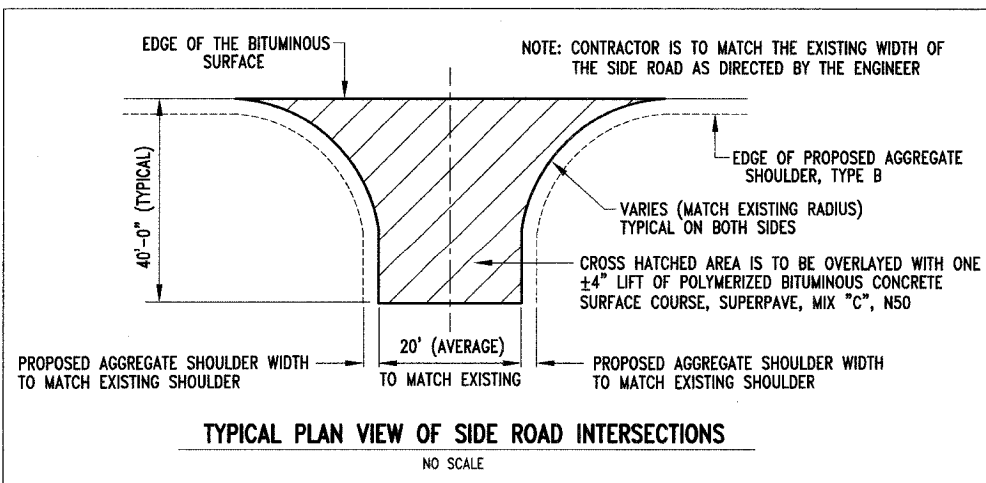 EDGE OF THE BITUMINOUS
SURFACE
NOTE: CONTRACTOR IS TO MATCH THE EXISTING WIDTH OF
THE SIDE ROAD AS DIRECTED BY THE ENGINEER
40'-0" (TYPICAL)
EDGE OF PROPOSED AGGREGATE
SHOULDER, TYPE B
VARIES (MATCH EXISTING RADIUS)
TYPICAL ON BOTH SIDES
CROSS HATCHED AREA IS TO BE OVERLAYED WITH ONE
±4" LIFT OF POLYMERIZED BITUMINOUS CONCRETE
SURFACE COURSE, SUPERPAVE, MIX "C", N50
PROPOSED AGGREGATE SHOULDER WIDTH
TO MATCH EXISTING SHOULDER
20' (AVERAGE)
TO MATCH EXISTING
PROPOSED AGGREGATE SHOULDER WIDTH
TO MATCH EXISTING SHOULDER
TYPICAL PLAN VIEW OF SIDE ROAD INTERSECTIONS
NO SCALE